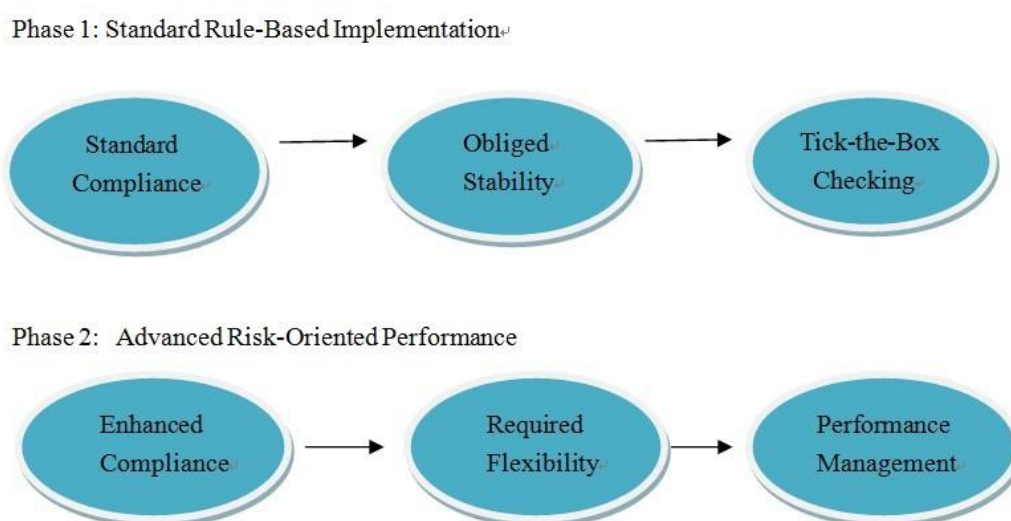 Phase 1: Standard Rule-Based Implementation
Standard
Compliance
Obliged
Stability
Tick-the-Box
Checking
Phase 2: Advanced Risk-Oriented Performance
Enhanced
Compliance
Required
Flexibility
Performance
Management